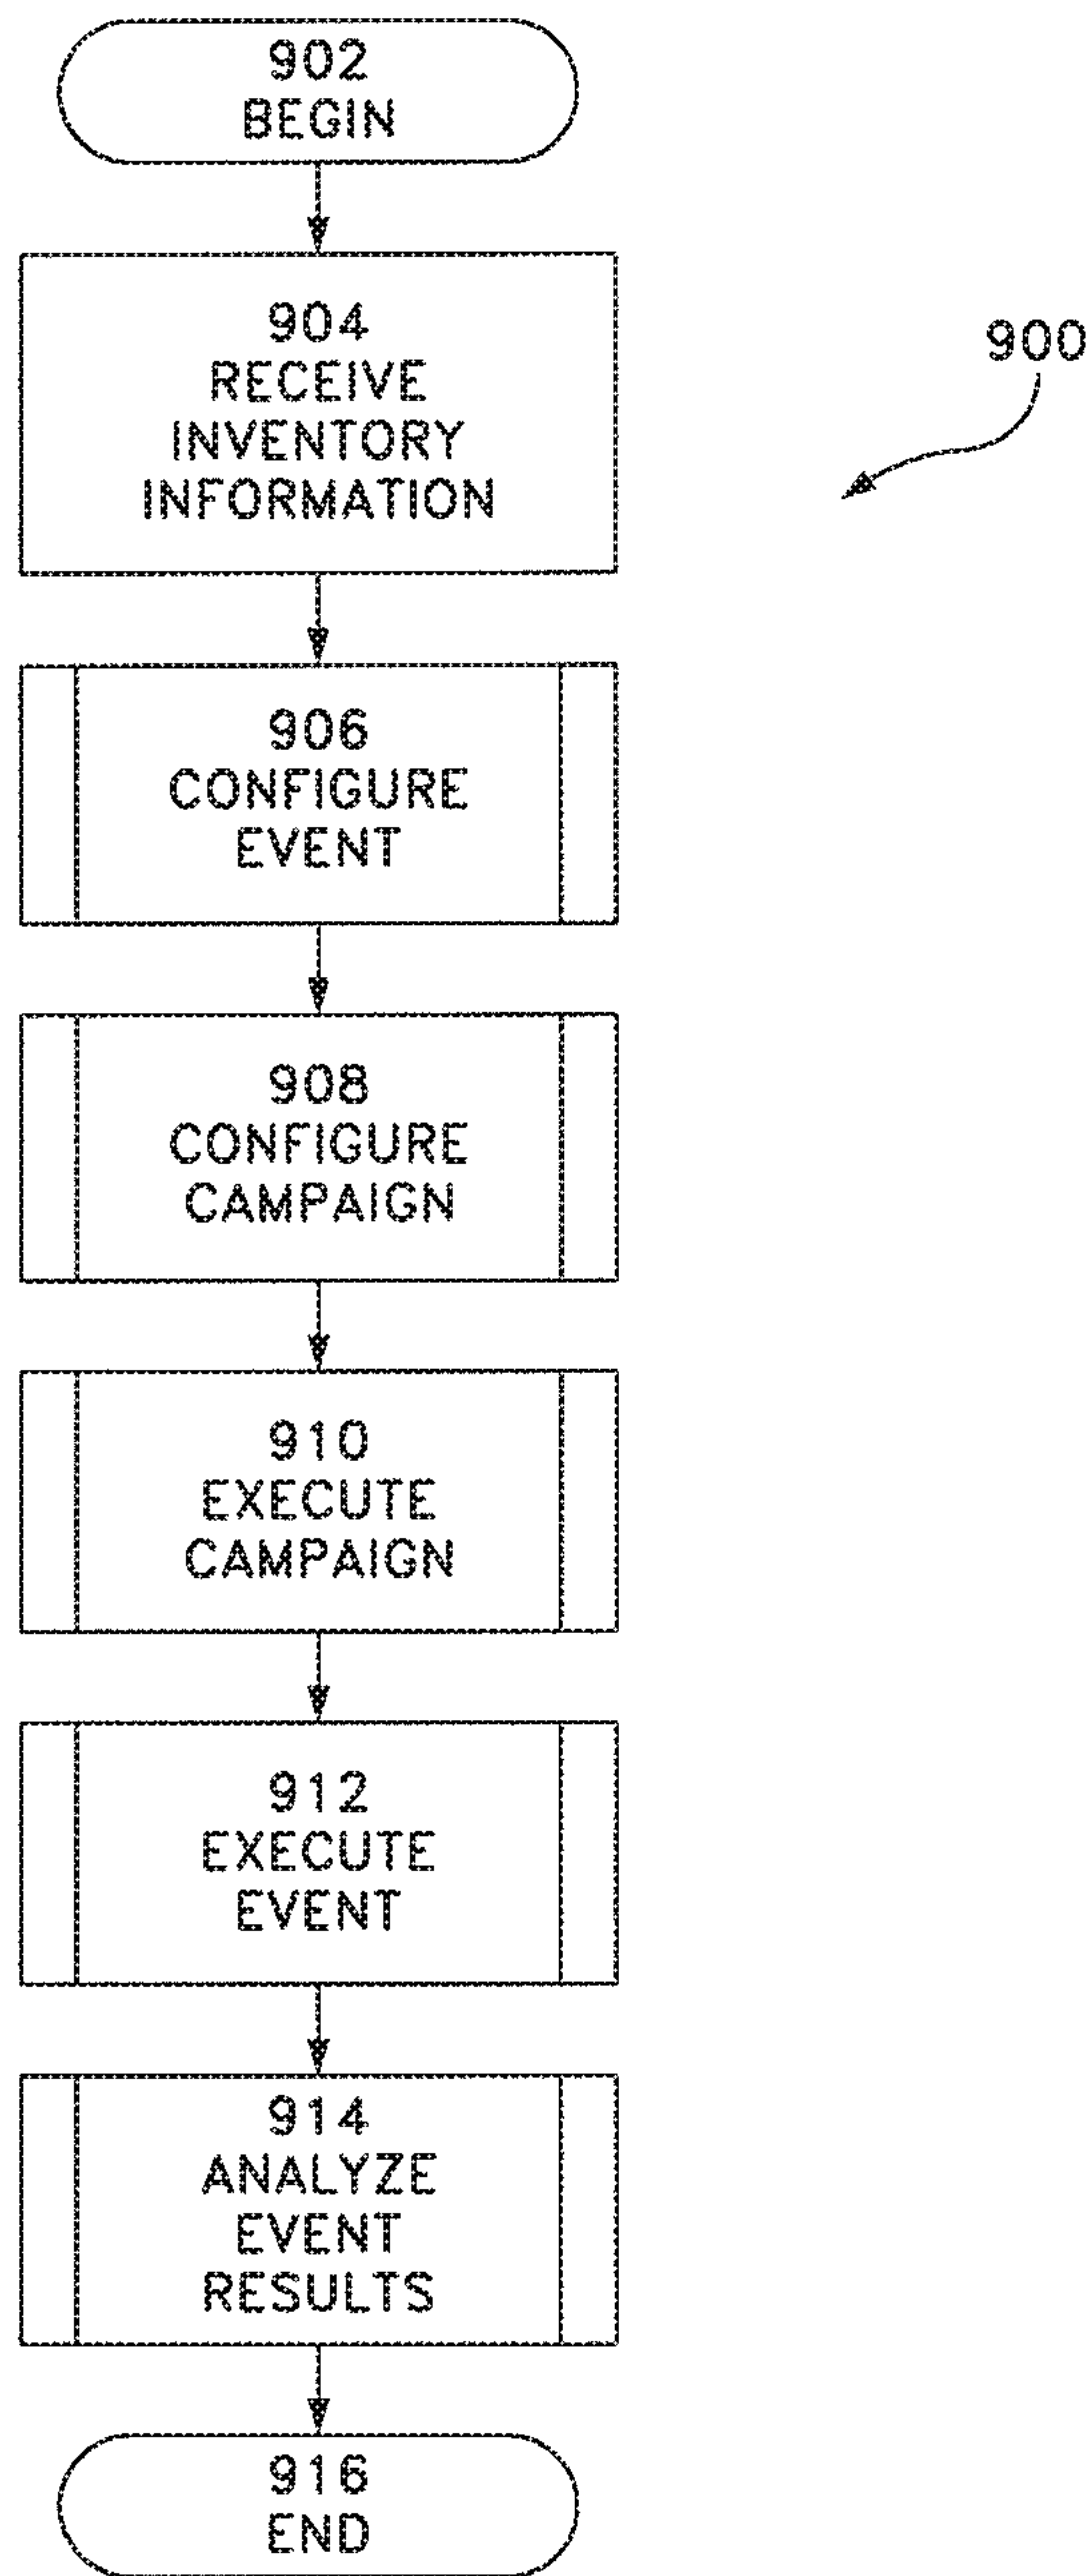 902
BEGIN
904
RECEIVE
INVENTORY
INFORMATION
900
906
CONFIGURE
EVENT
908
CONFIGURE
CAMPAIGN
910
EXECUTE
CAMPAIGN
912
EXECUTE
EVENT
914
ANALYZE
EVENT
RESULTS
916
END